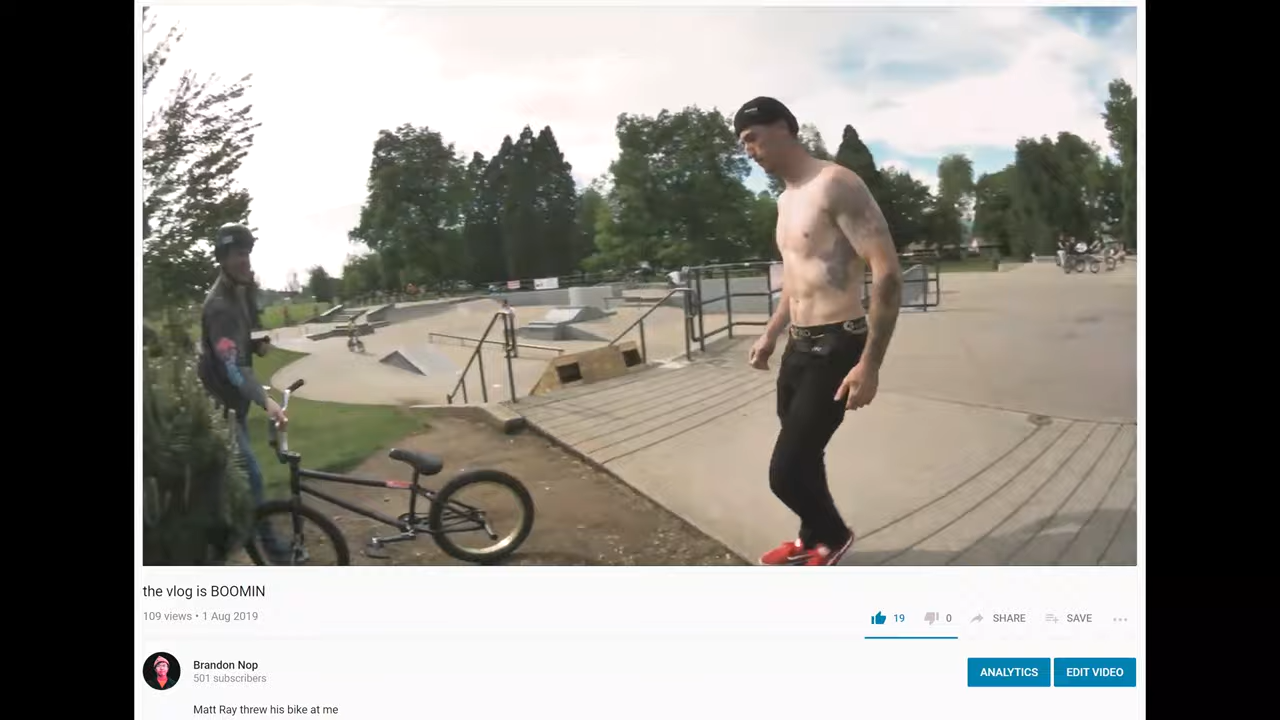 the vlog is BOOMIN
109 views • 1 Aug 2019
19 0 SHARE SAVE
Brandon Nop
501 subscribers
ANALYTICS EDIT VIDEO
Matt Ray threw his bike at me